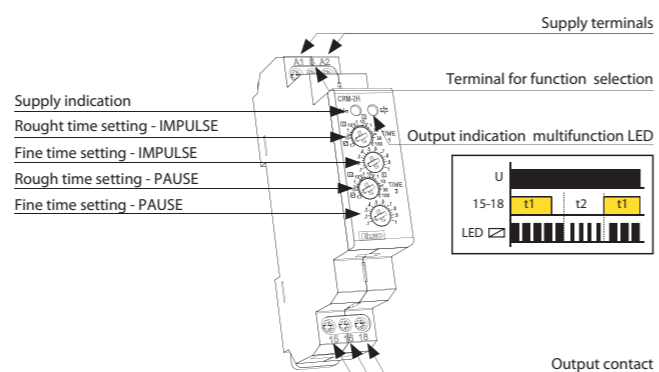 Supply terminals
A1 S A2
Terminal for function selection
CRM-2H
Supply indication
Rought time setting - IMPULSE
TIME
1
Output indication multifunction LED
Fine time setting - IMPULSE
Rough time setting - PAUSE
TIME
2
Fine time setting - PAUSE
ELKO
U
15-18 t1 t2 t1
LED
15 16 18
Output contact